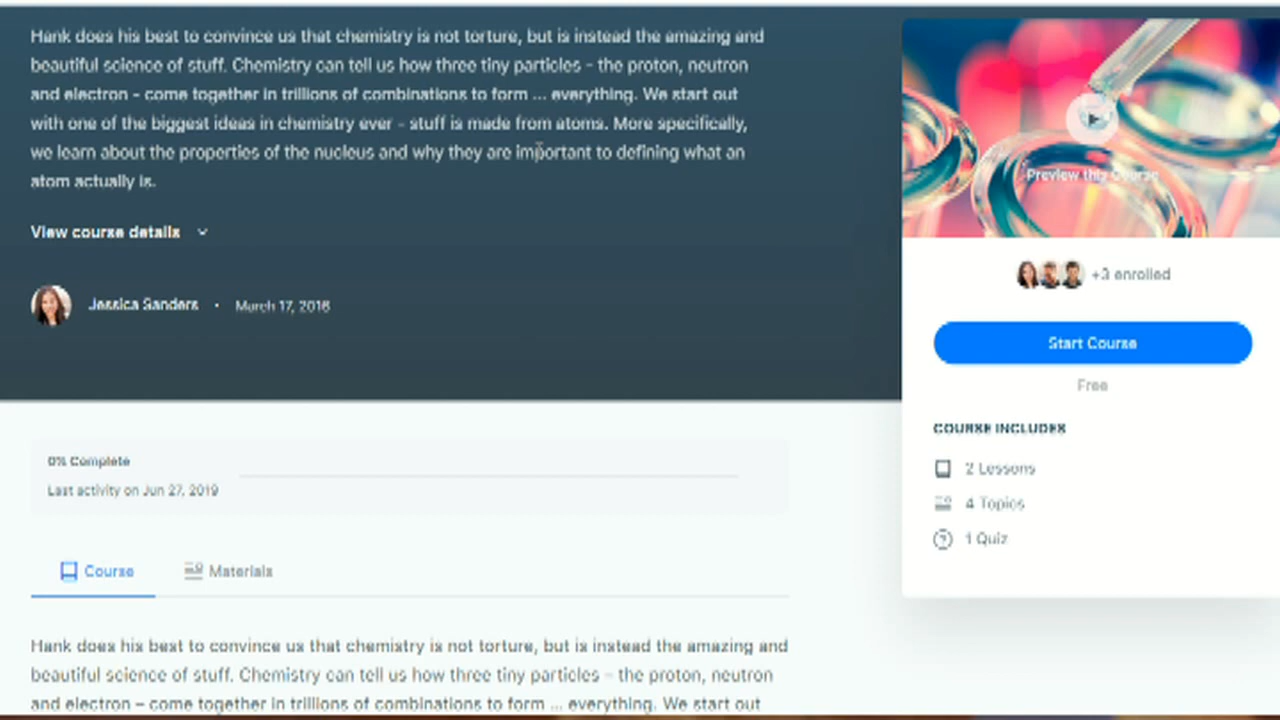 Hank does his best to convince us that chemistry is not torture, but is instead the amazing and
beautiful science of stuff. Chemistry can tell us how three tiny particles - the proton, neutron
and electron - come together in trillions of combinations to form ... everything. We start out
with one of the biggest ideas in chemistry ever - stuff is made from atoms. More specifically,
we learn about the properties of the nucleus and why they are important to defining what an
atom actually is.
View course details
Jessica Sanders • March 17, 2016
Preview this Course
+3 enrolled
Start Course
Free
COURSE INCLUDES
2 Lessons
4 Topics
1 Quiz
0% Complete
Last activity on Jun 27, 2019
Course
Materials
Hank does his best to convince us that chemistry is not torture, but is instead the amazing and
beautiful science of stuff. Chemistry can tell us how three tiny particles – the proton, neutron
and electron – come together in trillions of combinations to form ... everything. We start out